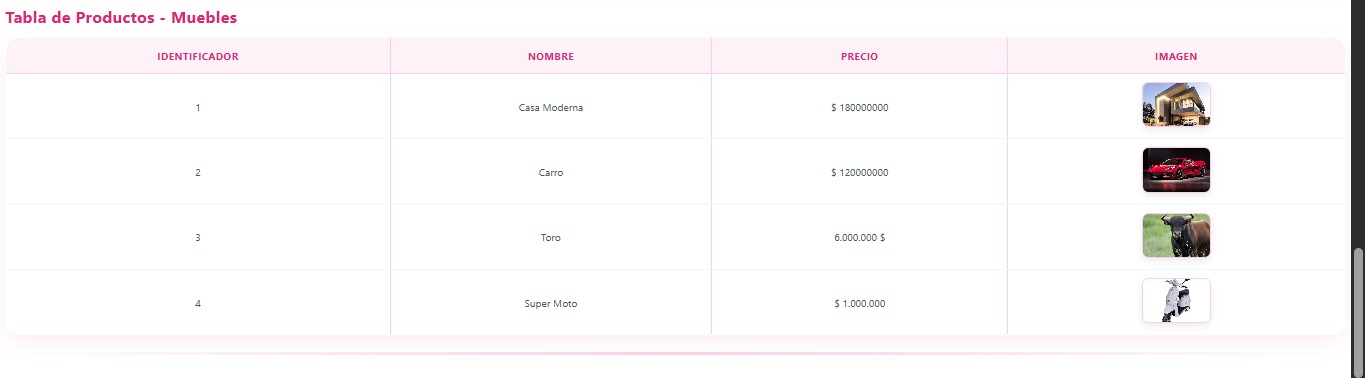 Tabla de Productos - Muebles
IDENTIFICADOR NOMBRE PRECIO IMAGEN
1 Casa Moderna $ 180000000
2 Carro $ 120000000
3 Toro 6.000.000 $
4 Super Moto $ 1.000.000